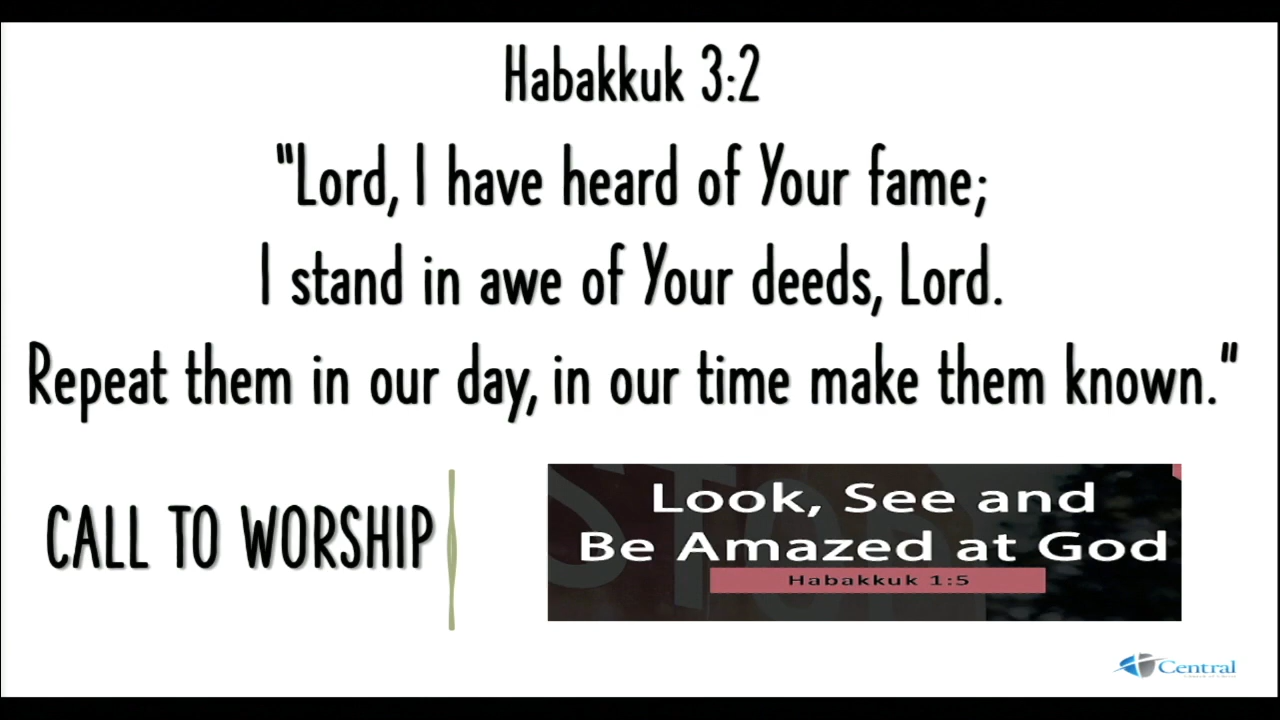 Habakkuk 3:2
"Lord, I have heard of Your fame;
I stand in awe of Your deeds, Lord.
Repeat them in our day, in our time make them known."
CALL TO WORSHIP
Look, See and
Be Amazed at God
Habakkuk 1:5
STOP
Central